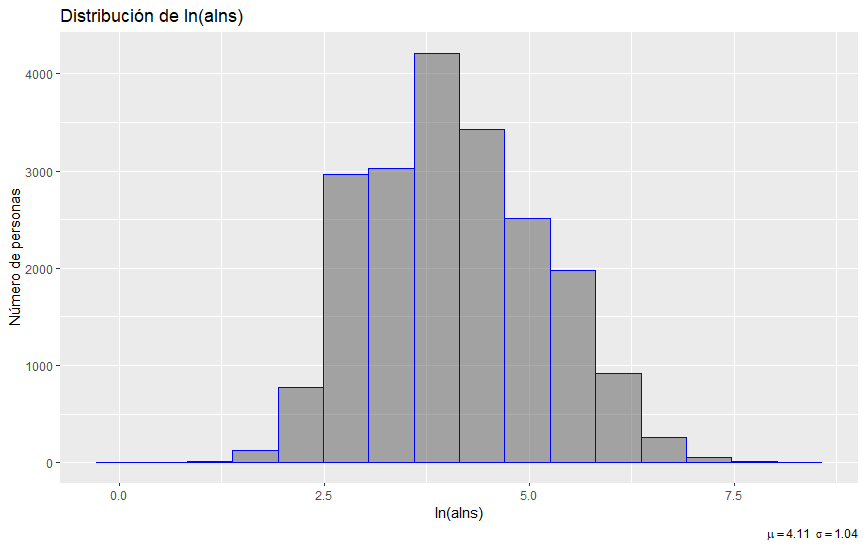 Distribución de ln(alns)
4000
3000
2000
1000
0
Número de personas
0.0 2.5 5.0 7.5
ln(alns)
μ = 4.11 σ = 1.04